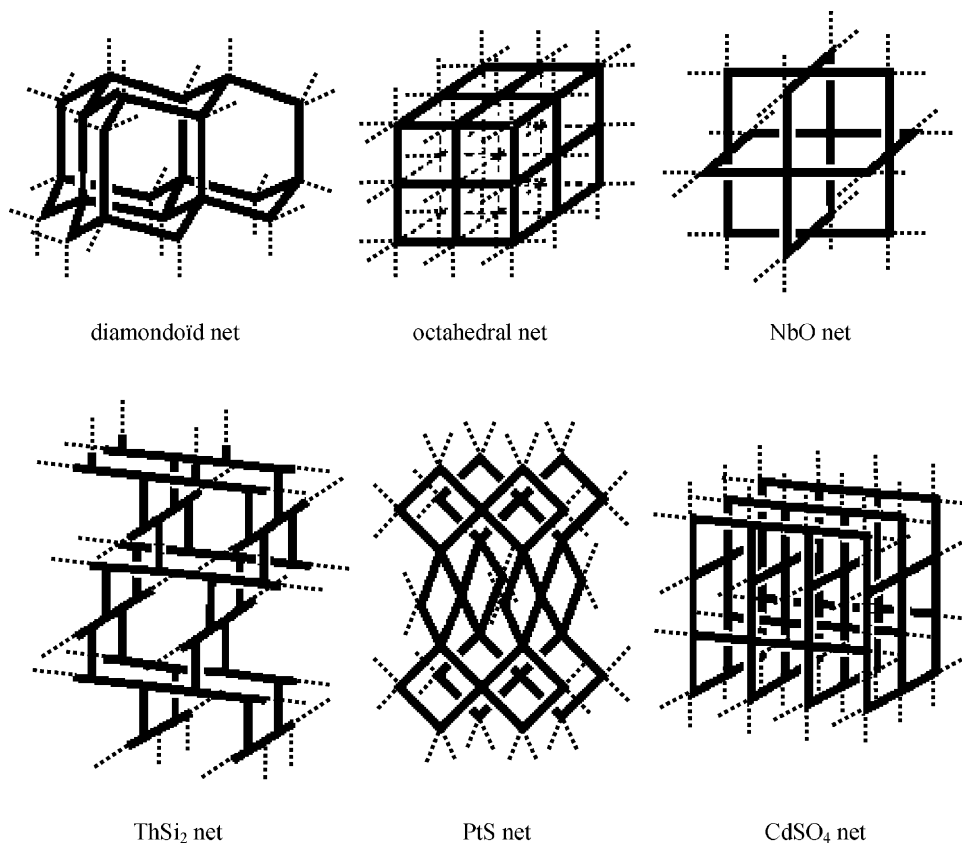 diamondoïd net
octahedral net
NbO net
ThSi₂ net
PtS net
CdSO₄ net